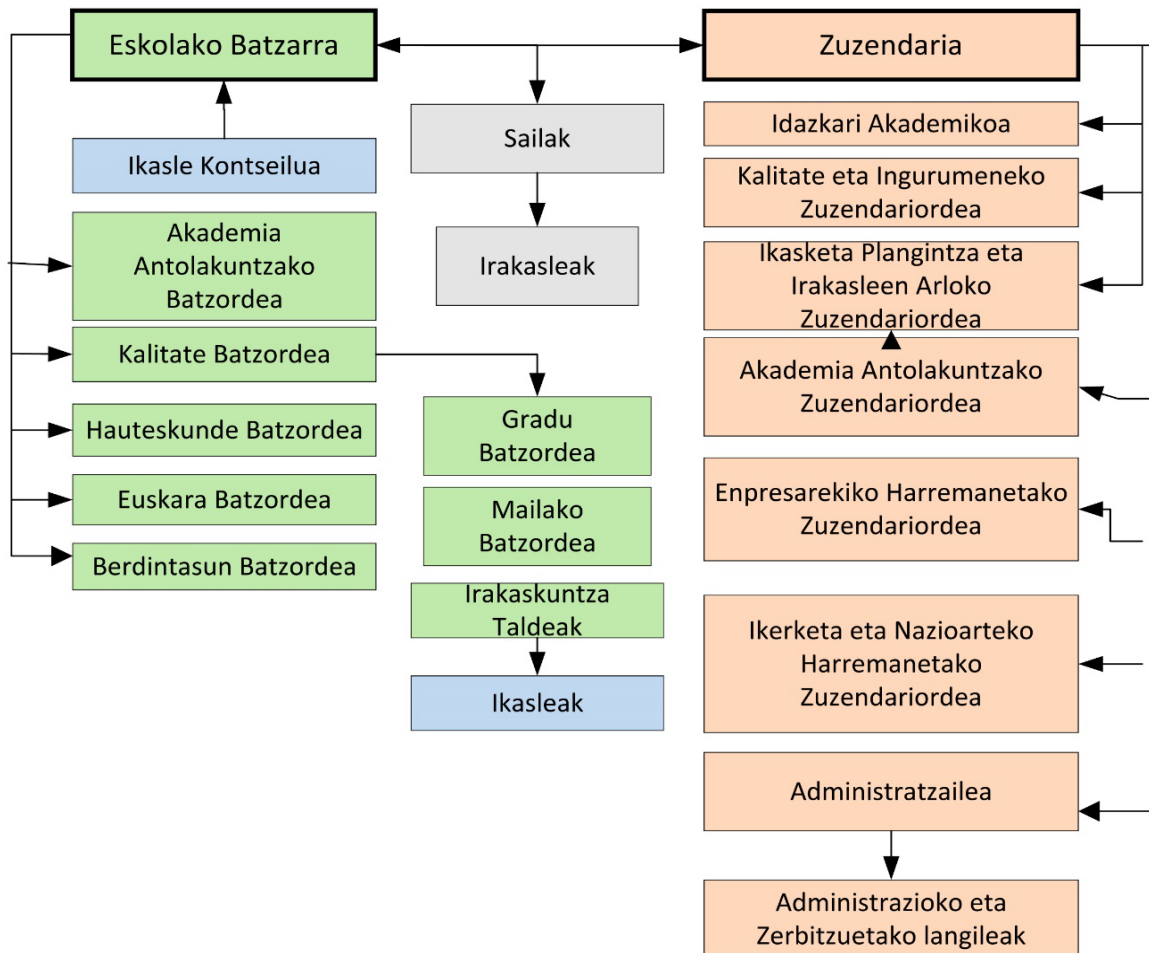 Eskolako Batzarra
Zuzendaria
Ikasle Kontseilua
Sailak
Irakasleak
Akademia
Antolakuntzako
Batzordea
Kalitate Batzordea
Hauteskunde Batzordea
Euskara Batzordea
Berdintasun Batzordea
Gradu
Batzordea
Mailako
Batzordea
Irakaskuntza
Taldeak
Ikasleak
Idazkari Akademikoa
Kalitate eta Ingurumeneko
Zuzendariordea
Ikasketa Plangintza eta
Irakasleen Arloko
Zuzendariordea
Akademia Antolakuntzako
Zuzendariordea
Enpresarekiko Harremanetako
Zuzendariordea
Ikerketa eta Nazioarteko
Harremanetako
Zuzendariordea
Administratzailea
Administrazioko eta
Zerbitzuetako langileak